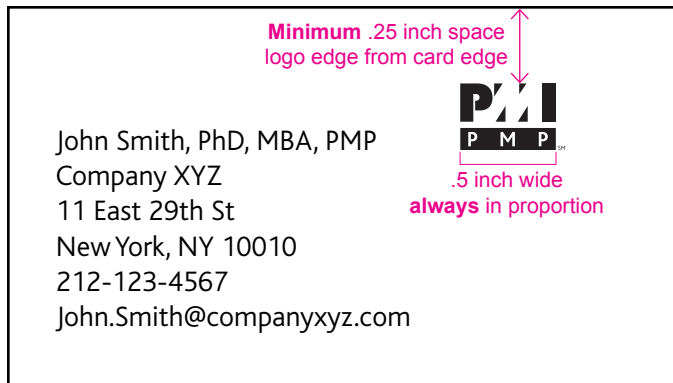 Minimum .25 inch space
logo edge from card edge
PMI
PMP SM
.5 inch wide
always in proportion
John Smith, PhD, MBA, PMP
Company XYZ
11 East 29th St
New York, NY 10010
212-123-4567
John.Smith@companyxyz.com